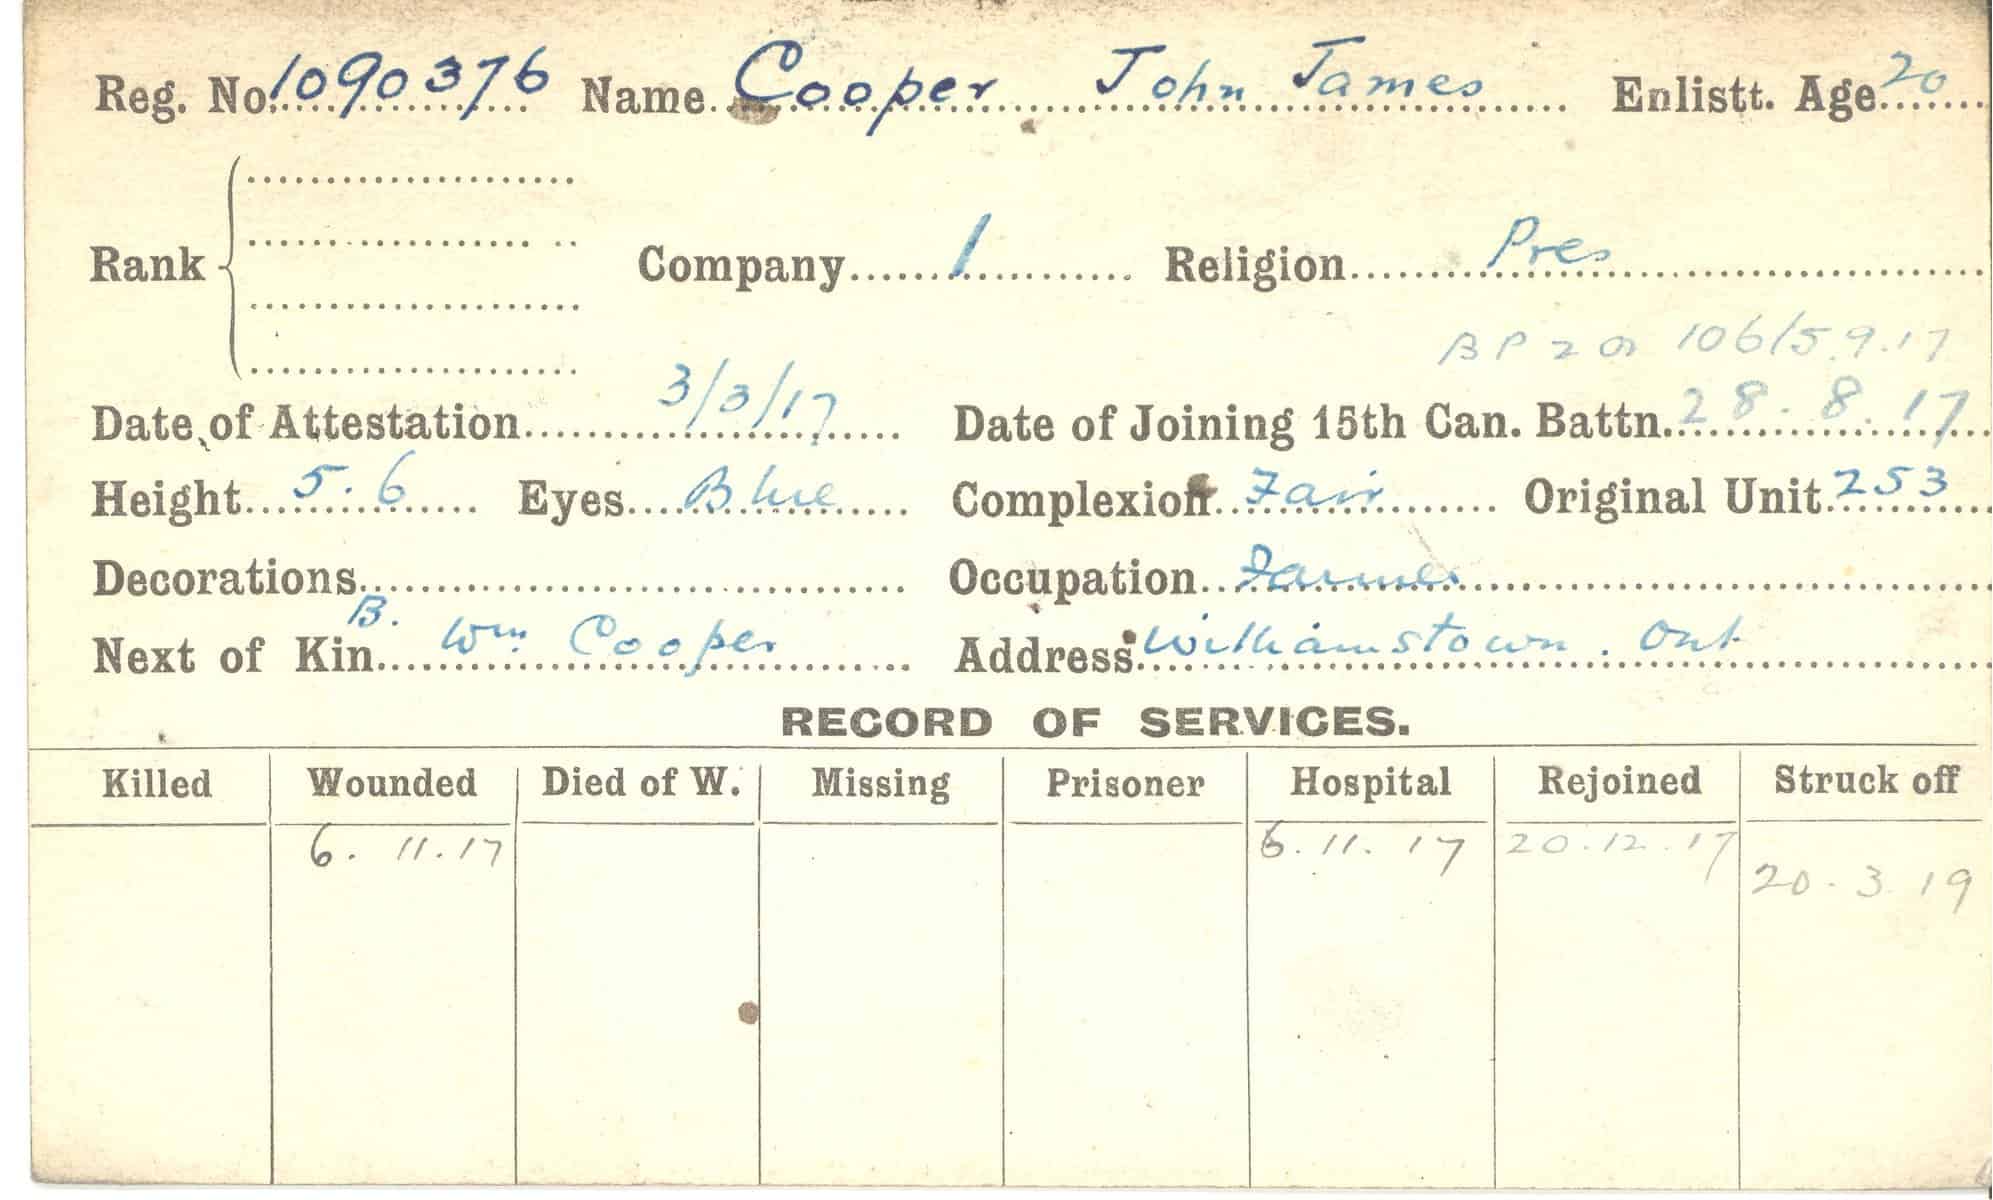 Reg. No. 1090376 Name Cooper John James Enlistt. Age 20
Rank Company 1 Religion Pres
106/5.9.17
Date of Attestation 3/3/17 Date of Joining 15th Can. Battn. 28.8.17
Height 5.6 Eyes Blue Complexion Fair Original Unit 253
Decorations Occupation Farmer
Next of Kin B. Wm Cooper Address Williamstown. Ont
RECORD OF SERVICES.
Killed Wounded Died of W. Missing Prisoner Hospital Rejoined Struck off
6.11.17 6.11.17 20.12.17
20.3.19